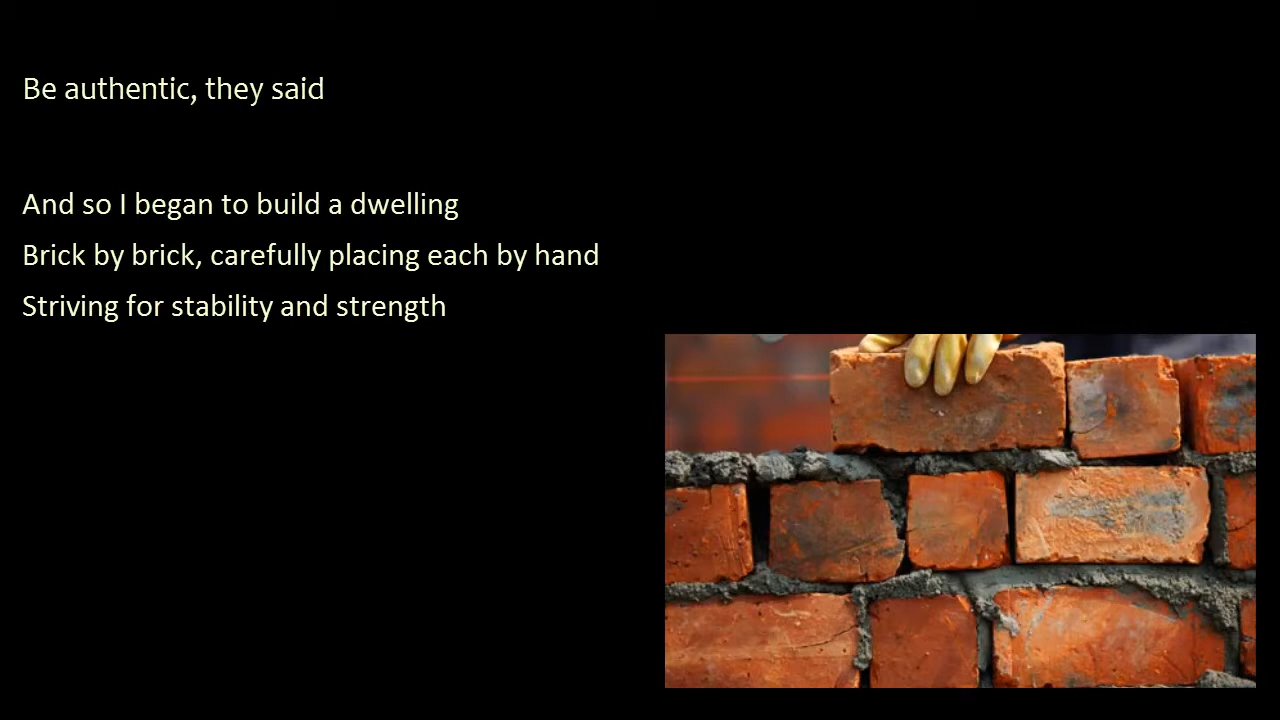 Be authentic, they said
And so I began to build a dwelling
Brick by brick, carefully placing each by hand
Striving for stability and strength